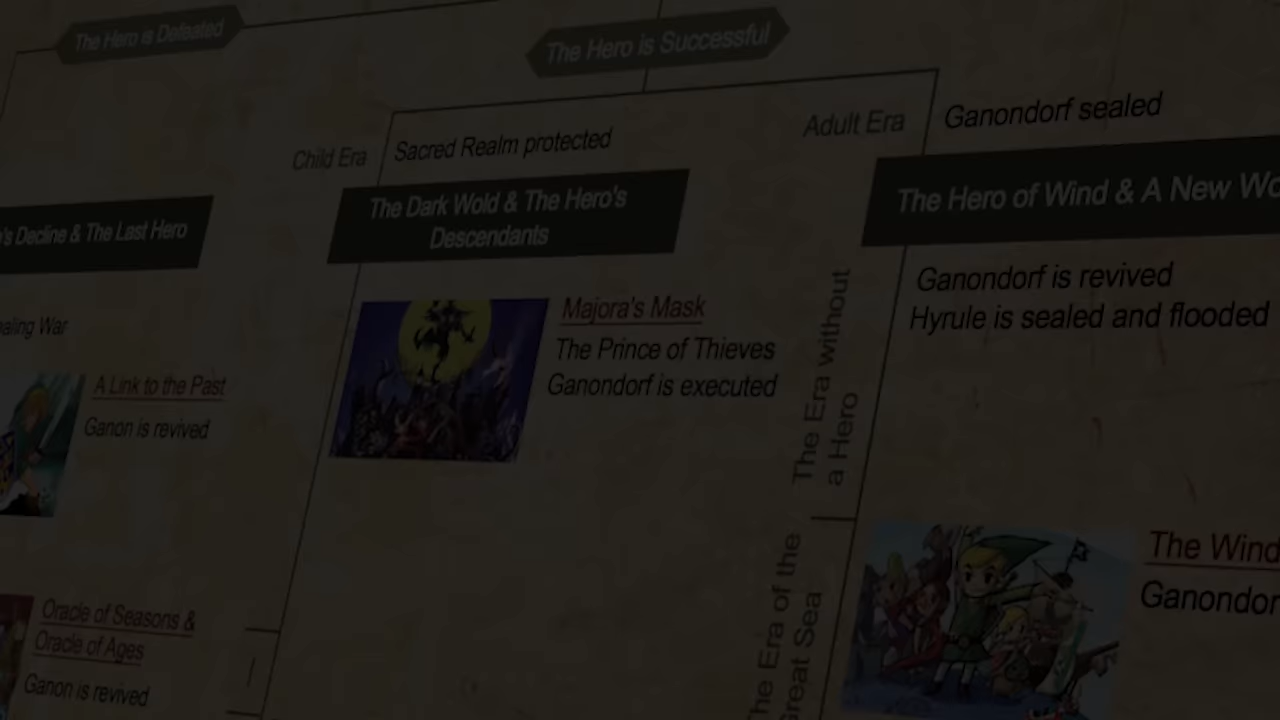 The Hero is Defeated
The Hero is Successful
Child Era
Sacred Realm protected
Adult Era
Ganondorf sealed
Decline & The Last Hero
The Dark Wold & The Hero's
Descendants
The Hero of Wind & A New
Ganondorf is revived
Hyrule is sealed and flooded
War
A Link to the Past
Ganon is revived
Majora's Mask
The Prince of Thieves
Ganondorf is executed
The Era without
a Hero
The Era of the
Great Sea
The Wind
Oracle of Seasons &
Oracle of Ages
Ganon is revived